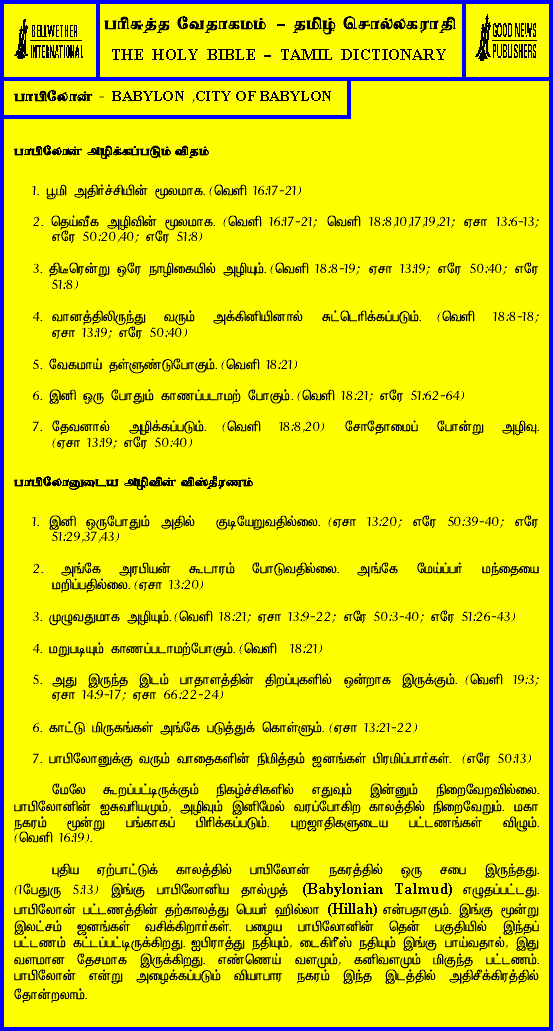 BELLWETHER
INTERNATIONAL
பரிசுத்த வேதாகமம் – தமிழ் சொல்லகராதி
THE HOLY BIBLE – TAMIL DICTIONARY
GOOD NEWS
PUBLISHERS
பாபிலோன் - BABYLON ,CITY OF BABYLON
பாபிலோன் அழிக்கப்படும் விதம்
1. பூமி அதிர்ச்சியின் மூலமாக. (வெளி 16:17-21)
2. தெய்வீக அழிவின் மூலமாக. (வெளி 16:17-21; வெளி 18:8,10,17,19,21; ஏசா 13:6-13;
எரே 50:20,40; எரே 51:8)
3. திடீரென்று ஒரே நாழிகையில் அழியும். (வெளி 18:8-19; ஏசா 13:19; எரே 50:40; எரே
51:8)
4. வானத்திலிருந்து வரும் அக்கினியினால் சுட்டெரிக்கப்படும். (வெளி 18:8-18;
ஏசா 13:19; எரே 50:40)
5. வேகமாய் தள்ளுண்டுபோகும். (வெளி 18:21)
6. இனி ஒரு போதும் காணப்படாமற் போகும். (வெளி 18:21; எரே 51:62-64)
7. தேவனால் அழிக்கப்படும். (வெளி 18:8,20) சோதோமைப் போன்று அழிவு.
(ஏசா 13:19; எரே 50:40)
பாபிலோனுடைய அழிவின் விஸ்தீரணம்
1. இனி ஒருபோதும் அதில் குடியேறுவதில்லை. (ஏசா 13:20; எரே 50:39-40; எரே
51:29,37,43)
2. அங்கே அரபியன் கூடாரம் போடுவதில்லை. அங்கே மேய்ப்பர் மந்தையை
மறிப்பதில்லை. (ஏசா 13:20)
3. முழுவதுமாக அழியும். (வெளி 18:21; ஏசா 13:9-22; எரே 50:3-40; எரே 51:26-43)
4. மறுபடியும் காணப்படாமற்போகும். (வெளி 18:21)
5. அது இருந்த இடம் பாதாளத்தின் திறப்புகளில் ஒன்றாக இருக்கும். (வெளி 19:3;
ஏசா 14:9-17; ஏசா 66:22-24)
6. காட்டு மிருகங்கள் அங்கே படுத்துக் கொள்ளும். (ஏசா 13:21-22)
7. பாபிலோனுக்கு வரும் வாதைகளின் நிமித்தம் ஜனங்கள் பிரமிப்பார்கள். (எரே 50:13)
மேலே கூறப்பட்டிருக்கும் நிகழ்ச்சிகளில் எதுவும் இன்னும் நிறைவேறவில்லை.
பாபிலோனின் ஐசுவரியமும், அழிவும் இனிமேல் வரப்போகிற காலத்தில் நிறைவேறும். மகா
நகரம் மூன்று பங்காகப் பிரிக்கப்படும். புறஜாதிகளுடைய பட்டணங்கள் விழும்.
(வெளி 16:19).
புதிய ஏற்பாட்டுக் காலத்தில் பாபிலோன் நகரத்தில் ஒரு சபை இருந்தது.
(1பேதுரு 5:13) இங்கு பாபிலோனிய தால்முத் (Babylonian Talmud) எழுதப்பட்டது.
பாபிலோன் பட்டணத்தின் தற்காலத்து பெயர் ஹில்லா (Hillah) என்பதாகும். இங்கு மூன்று
இலட்சம் ஜனங்கள் வசிக்கிறார்கள். பழைய பாபிலோனின் தென் பகுதியில் இந்தப்
பட்டணம் கட்டப்பட்டிருக்கிறது. ஐபிராத்து நதியும், டைகிரீஸ் நதியும் இங்கு பாய்வதால், இது
வளமான தேசமாக இருக்கிறது. எண்ணெய் வளமும், கனிவளமும் மிகுந்த பட்டணம்.
பாபிலோன் என்று அழைக்கப்படும் வியாபார நகரம் இந்த இடத்தில் அதிசீக்கிரத்தில்
தோன்றலாம்.